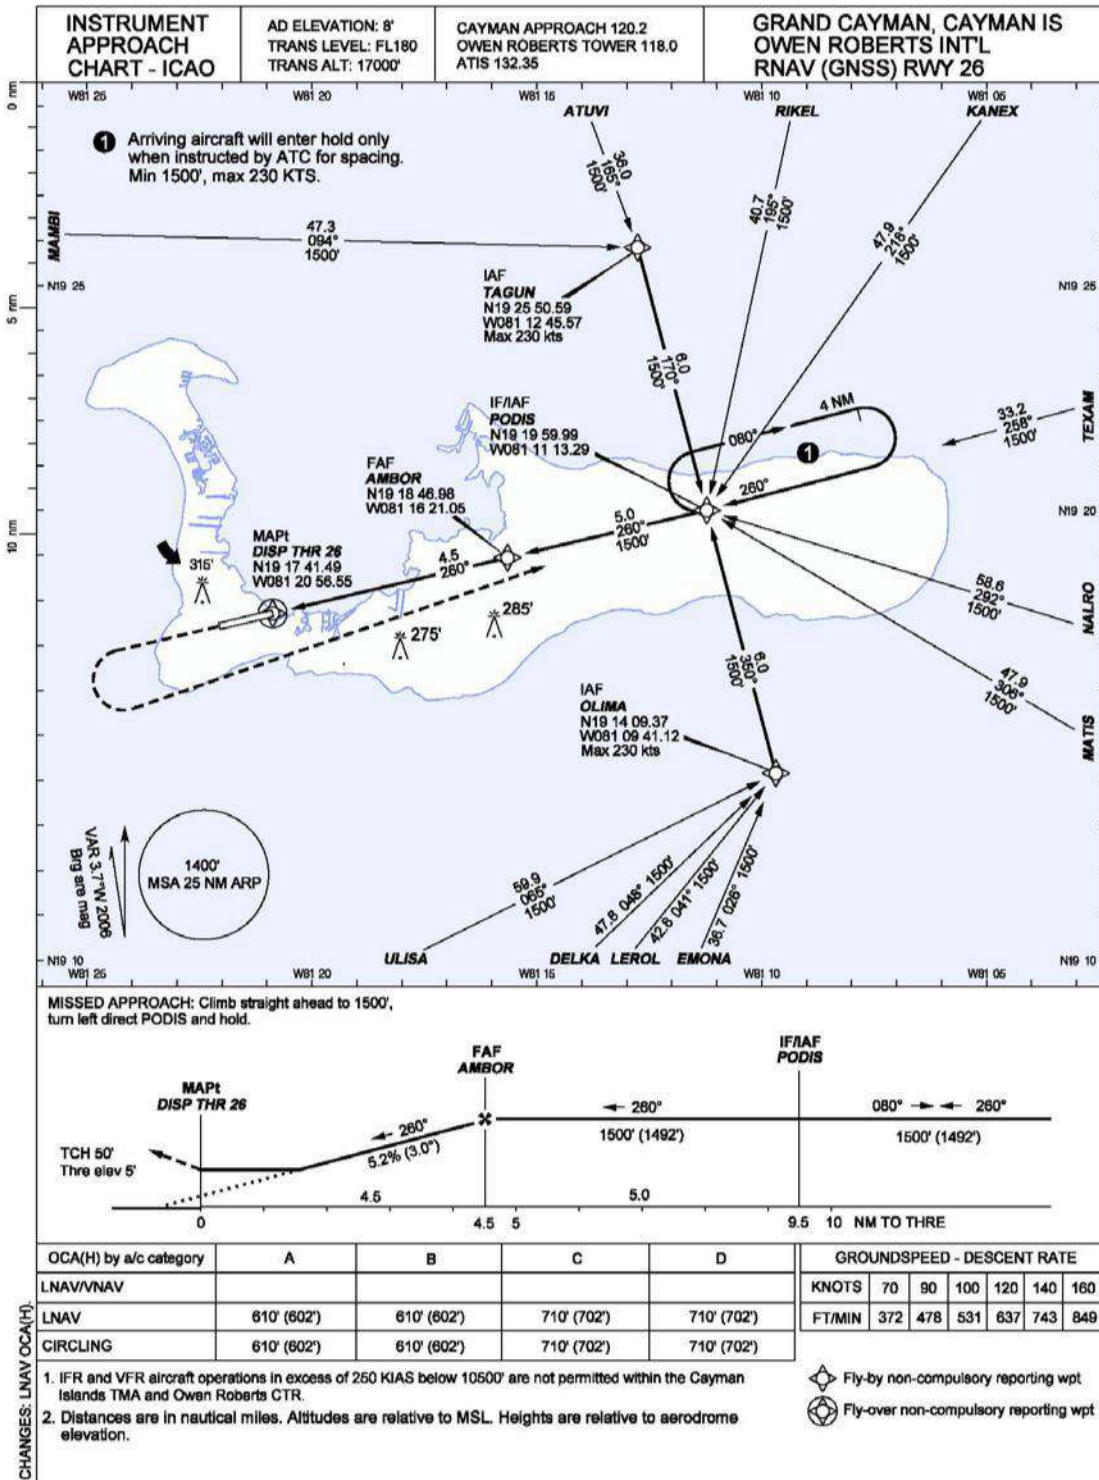 INSTRUMENT
APPROACH
CHART - ICAO
AD ELEVATION: 8'
TRANS LEVEL: FL180
TRANS ALT: 17000'
CAYMAN APPROACH 120.2
OWEN ROBERTS TOWER 118.0
ATIS 132.35
GRAND CAYMAN, CAYMAN IS
OWEN ROBERTS INT'L
RNAV (GNSS) RWY 26
0 nm
W81 25
W81 20
W81 15
W81 10
W81 05
ATUVI
RIKEL
KANEX
1 Arriving aircraft will enter hold only
when instructed by ATC for spacing.
Min 1500', max 230 KTS.
36.0
165°
1500'
40.7
195°
1500'
47.9
218°
1500'
MAMBI
47.3
094°
1500'
N19 25
N19 25
5 nm
IAF
TAGUN
N19 25 50.59
W081 12 45.57
Max 230 kts
6.0
170°
1500'
IF/IAF
PODIS
N19 19 59.99
W081 11 13.29
4 NM
080°
1
260°
33.2
258°
1500'
TEXAM
FAF
AMBOR
N19 18 46.98
W081 16 21.05
5.0
260°
1500'
N19 20
10 nm
MAPt
DISP THR 26
N19 17 41.49
W081 20 56.55
4.5
260°
315'
285'
275'
58.6
292°
1500'
NALRO
47.9
306°
1500'
MATIS
6.0
350°
1500'
IAF
OLIMA
N19 14 09.37
W081 09 41.12
Max 230 kts
VAR 3.7°W 2006
Brg are mag
1400'
MSA 25 NM ARP
59.9
065°
1500'
47.8 048° 1500'
42.8 041° 1500'
36.7 026° 1500'
ULISA
DELKA
LEROL
EMONA
N19 10
N19 10
W81 25
W81 20
W81 15
W81 10
W81 05
MISSED APPROACH: Climb straight ahead to 1500',
turn left direct PODIS and hold.
MAPt
DISP THR 26
FAF
AMBOR
IF/IAF
PODIS
TCH 50'
Thre elev 5'
260°
5.2% (3.0°)
260°
1500' (1492')
080° 260°
1500' (1492')
4.5
5.0
0 4.5 5 9.5 10 NM TO THRE
OCA(H) by a/c category A B C D
LNAV/VNAV
LNAV 610' (602') 610' (602') 710' (702') 710' (702')
CIRCLING 610' (602') 610' (602') 710' (702') 710' (702')
GROUNDSPEED - DESCENT RATE
KNOTS 70 90 100 120 140 160
FT/MIN 372 478 531 637 743 849
1. IFR and VFR aircraft operations in excess of 250 KIAS below 10500' are not permitted within the Cayman
Islands TMA and Owen Roberts CTR.
2. Distances are in nautical miles. Altitudes are relative to MSL. Heights are relative to aerodrome
elevation.
Fly-by non-compulsory reporting wpt
Fly-over non-compulsory reporting wpt
CHANGES: LNAV OCA(H).